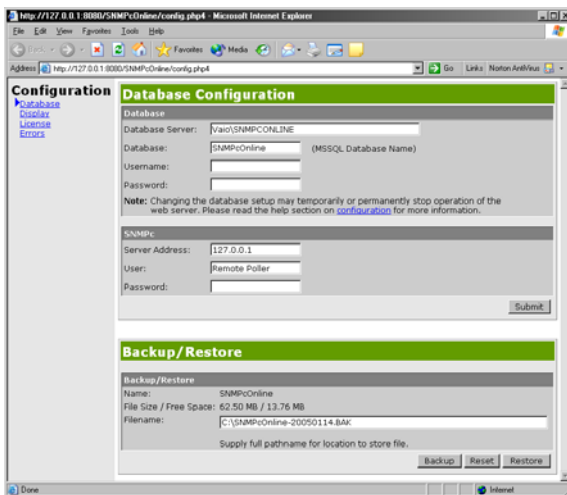 http://127.0.0.1:8080/SNMPcOnline/config.php4 - Microsoft Internet Explorer
File Edit View Favorites Tools Help
Back Favorites Media
Address http://127.0.0.1:8080/SNMPcOnline/config.php4 Go Links Norton AntiVirus
Configuration
Database
Display
License
Errors
Database Configuration
Database
Database Server: Vaio\SNMPCONLINE
Database: SNMPcOnline (MSSQL Database Name)
Username:
Password:
Note: Changing the database setup may temporarily or permanently stop operation of the
web server. Please read the help section on configuration for more information.
SNMPc
Server Address: 127.0.0.1
User: Remote Poller
Password:
Submit
Backup/Restore
Backup/Restore
Name: SNMPcOnline
File Size / Free Space: 62.50 MB / 13.76 MB
Filename: C:\SNMPcOnline-20050114.BAK
Supply full pathname for location to store file.
Backup Reset Restore
Done Internet